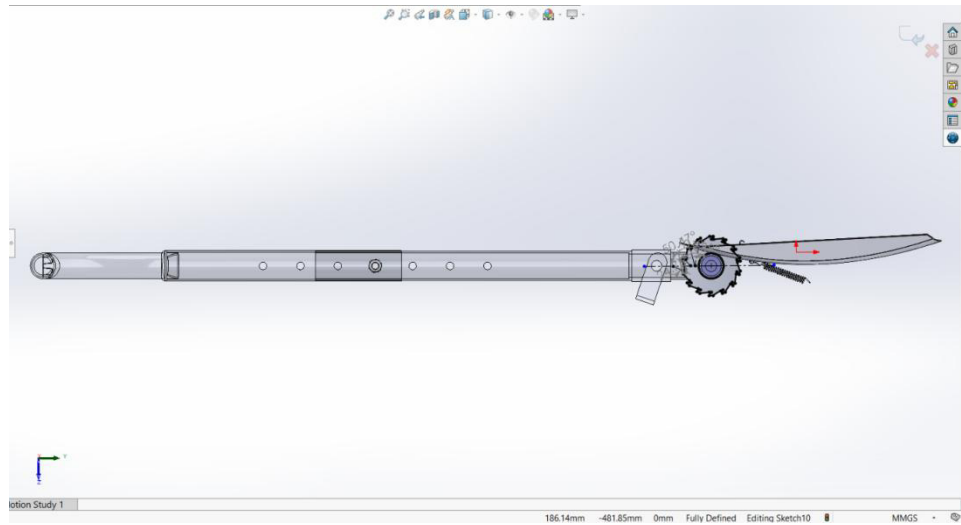 Y
Z
otion Study 1
186.14mm -481.85mm 0mm Fully Defined Editing Sketch10 MMGS